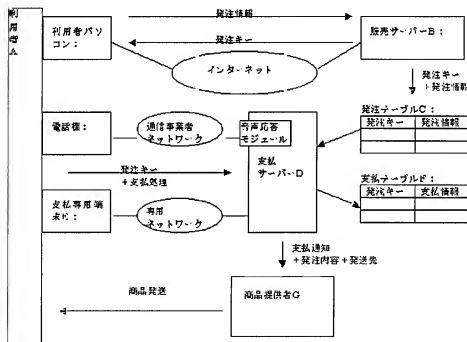 利用者A
発注情報
利用者パソ
コン：
販売サーバーB：
発注キー
インターネット
発注キー
＋発注情報
電話機：
通信事業者
ネットワーク
音声応答
モジュール
発注テーブルC：
発注キー 発注情報
支払
サーバーD
発注キー
＋支払処理
支払テーブルF：
発注キー 支払情報
支払専用端
末E：
専用
ネットワーク
支払通知
＋発注内容＋発送先
商品発送
商品提供者G